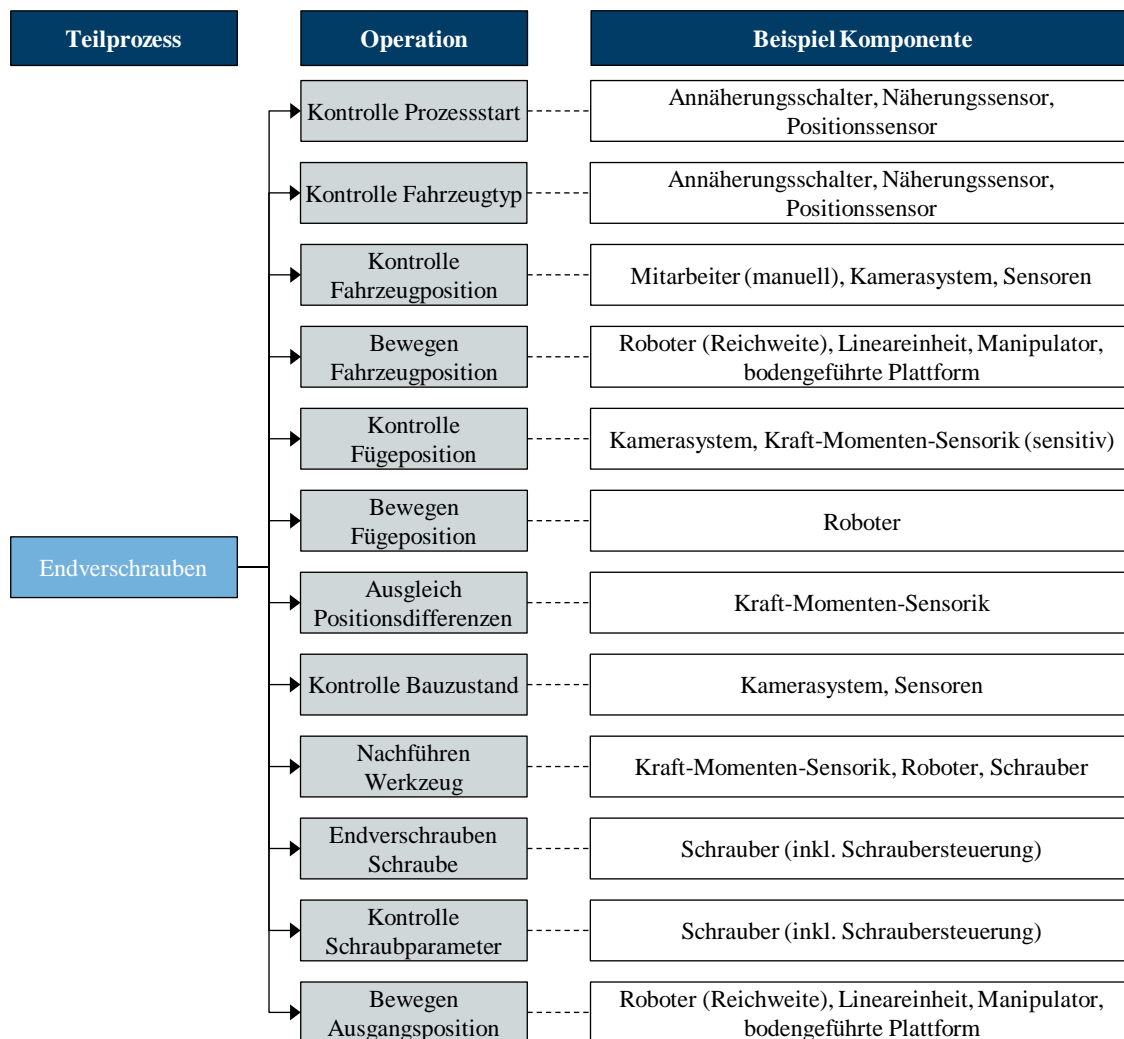 Teilprozess
Operation
Beispiel Komponente
Kontrolle Prozessstart
Annäherungsschalter, Näherungssensor,
Positionssensor
Kontrolle Fahrzeugtyp
Annäherungsschalter, Näherungssensor,
Positionssensor
Kontrolle
Fahrzeugposition
Mitarbeiter (manuell), Kamerasystem, Sensoren
Bewegen
Fahrzeugposition
Roboter (Reichweite), Lineareinheit, Manipulator,
bodengeführte Plattform
Kontrolle
Fügeposition
Kamerasystem, Kraft-Momenten-Sensorik (sensitiv)
Bewegen
Fügeposition
Roboter
Endverschrauben
Ausgleich
Positionsdifferenzen
Kraft-Momenten-Sensorik
Kontrolle Bauzustand
Kamerasystem, Sensoren
Nachführen
Werkzeug
Kraft-Momenten-Sensorik, Roboter, Schrauber
Endverschrauben
Schraube
Schrauber (inkl. Schraubersteuerung)
Kontrolle
Schraubparameter
Schrauber (inkl. Schraubersteuerung)
Bewegen
Ausgangsposition
Roboter (Reichweite), Lineareinheit, Manipulator,
bodengeführte Plattform